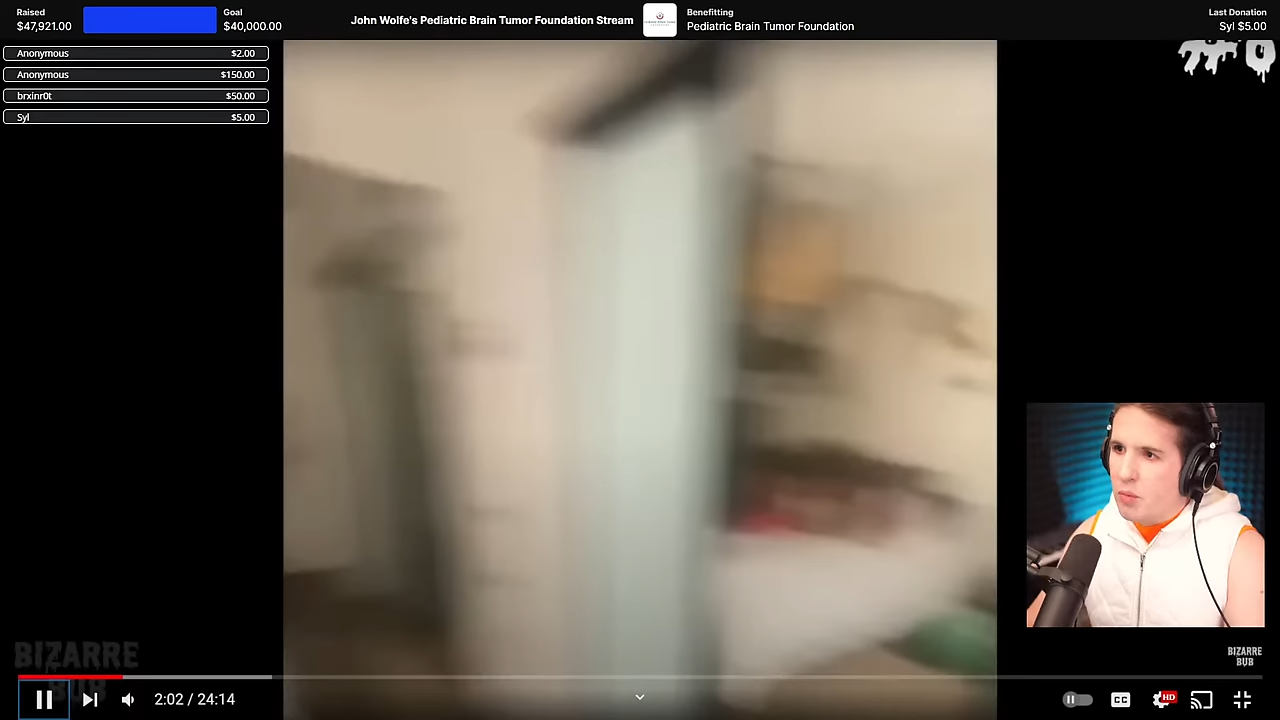 Raised
$47,921.00
Goal
$40,000.00
John Wolfe's Pediatric Brain Tumor Foundation Stream
Benefitting
Pediatric Brain Tumor Foundation
Last Donation
Syl $5.00
Anonymous $2.00
Anonymous $150.00
brxinr0t $50.00
Syl $5.00
BIZARRE
BUB
BIZARRE
BUB
2:02 / 24:14
CC
HD